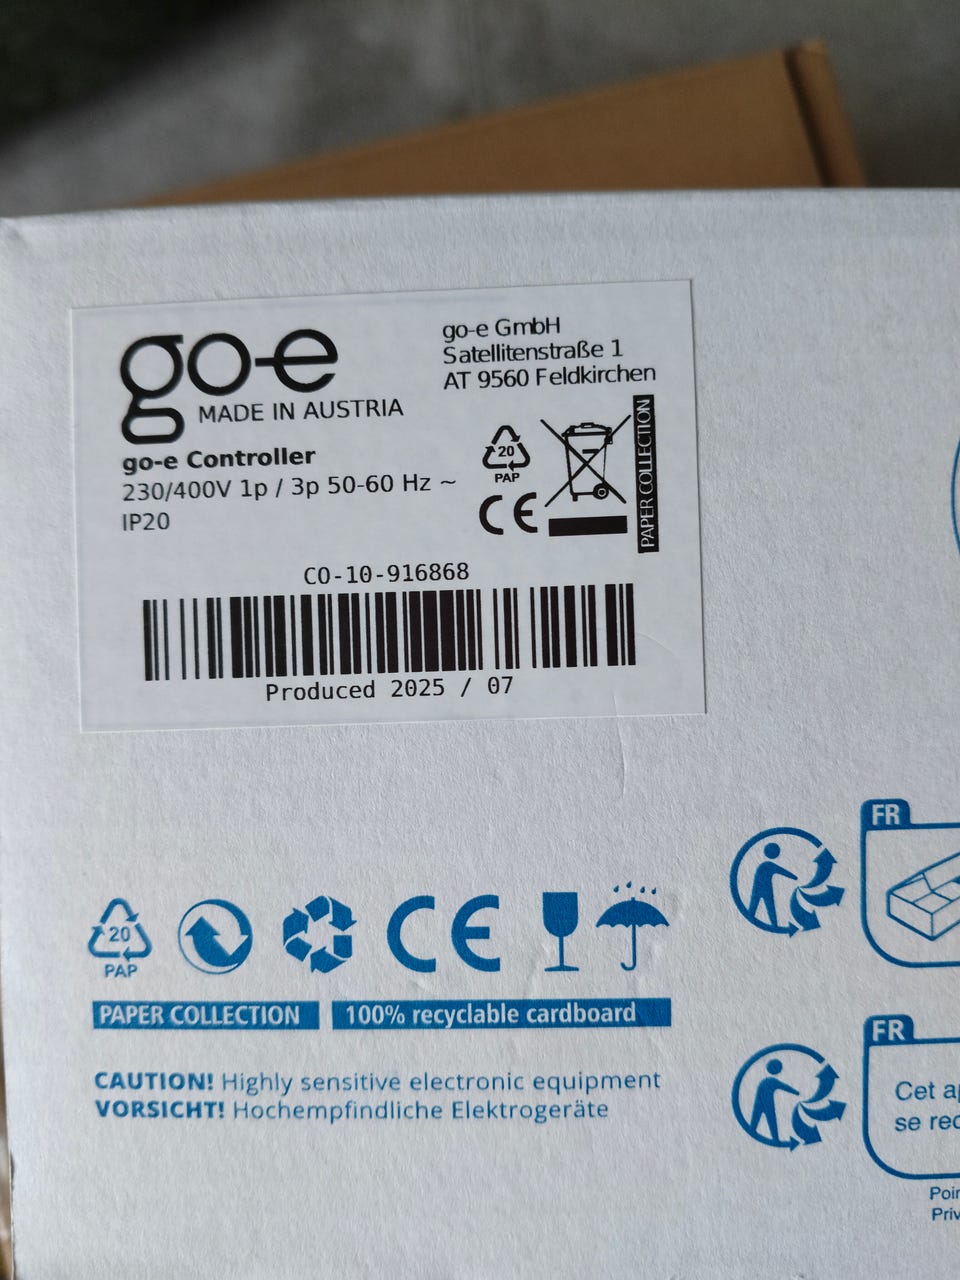 go-e
MADE IN AUSTRIA
go-e Controller
230/400V 1p / 3p 50-60 Hz ~
IP20
go-e GmbH
Satellitenstraße 1
AT 9560 Feldkirchen
20
PAP
CE
PAPER COLLECTION
CO-10-916868
Produced 2025 / 07
20
PAP
CE
PAPER COLLECTION
100% recyclable cardboard
CAUTION! Highly sensitive electronic equipment
VORSICHT! Hochempfindliche Elektrogeräte
FR
FR
Cet
se